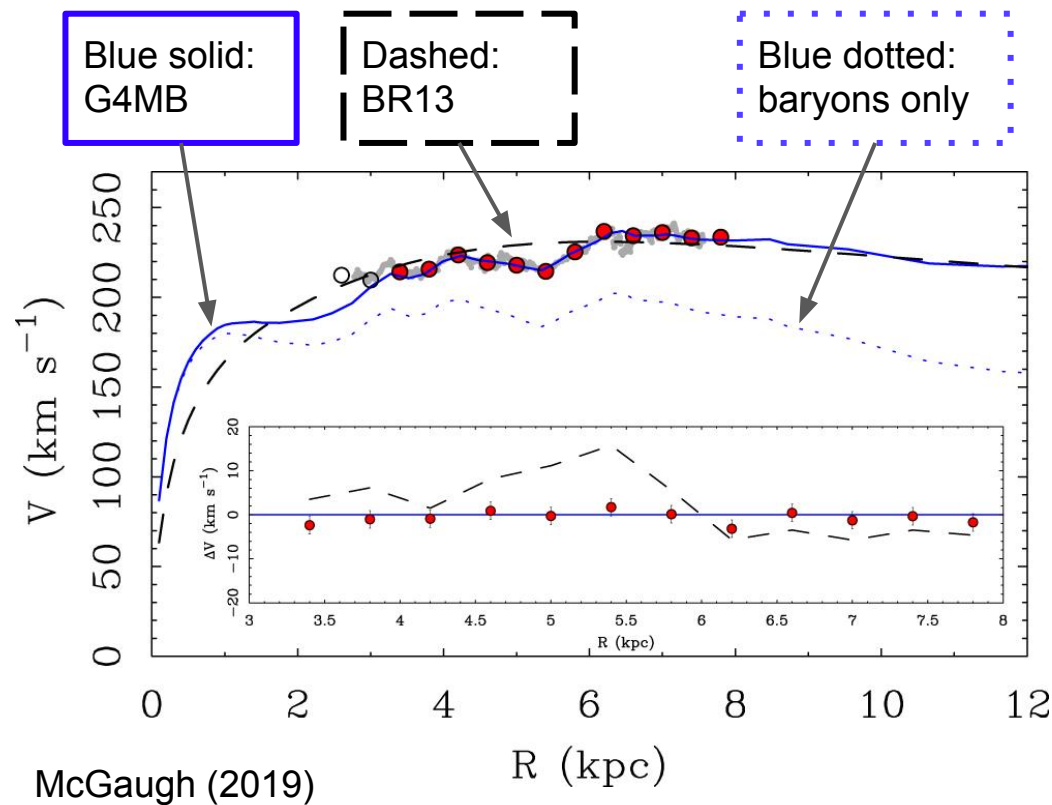 Blue solid:
G4MB
Dashed:
BR13
Blue dotted:
baryons only
250
200
150
100
50
0
V (km s⁻¹)
20
10
0
−10
−20
ΔV (km s⁻¹)
3 3.5 4 4.5 5 5.5 6 6.5 7 7.5 8
R (kpc)
0 2 4 6 8 10 12
R (kpc)
McGaugh (2019)